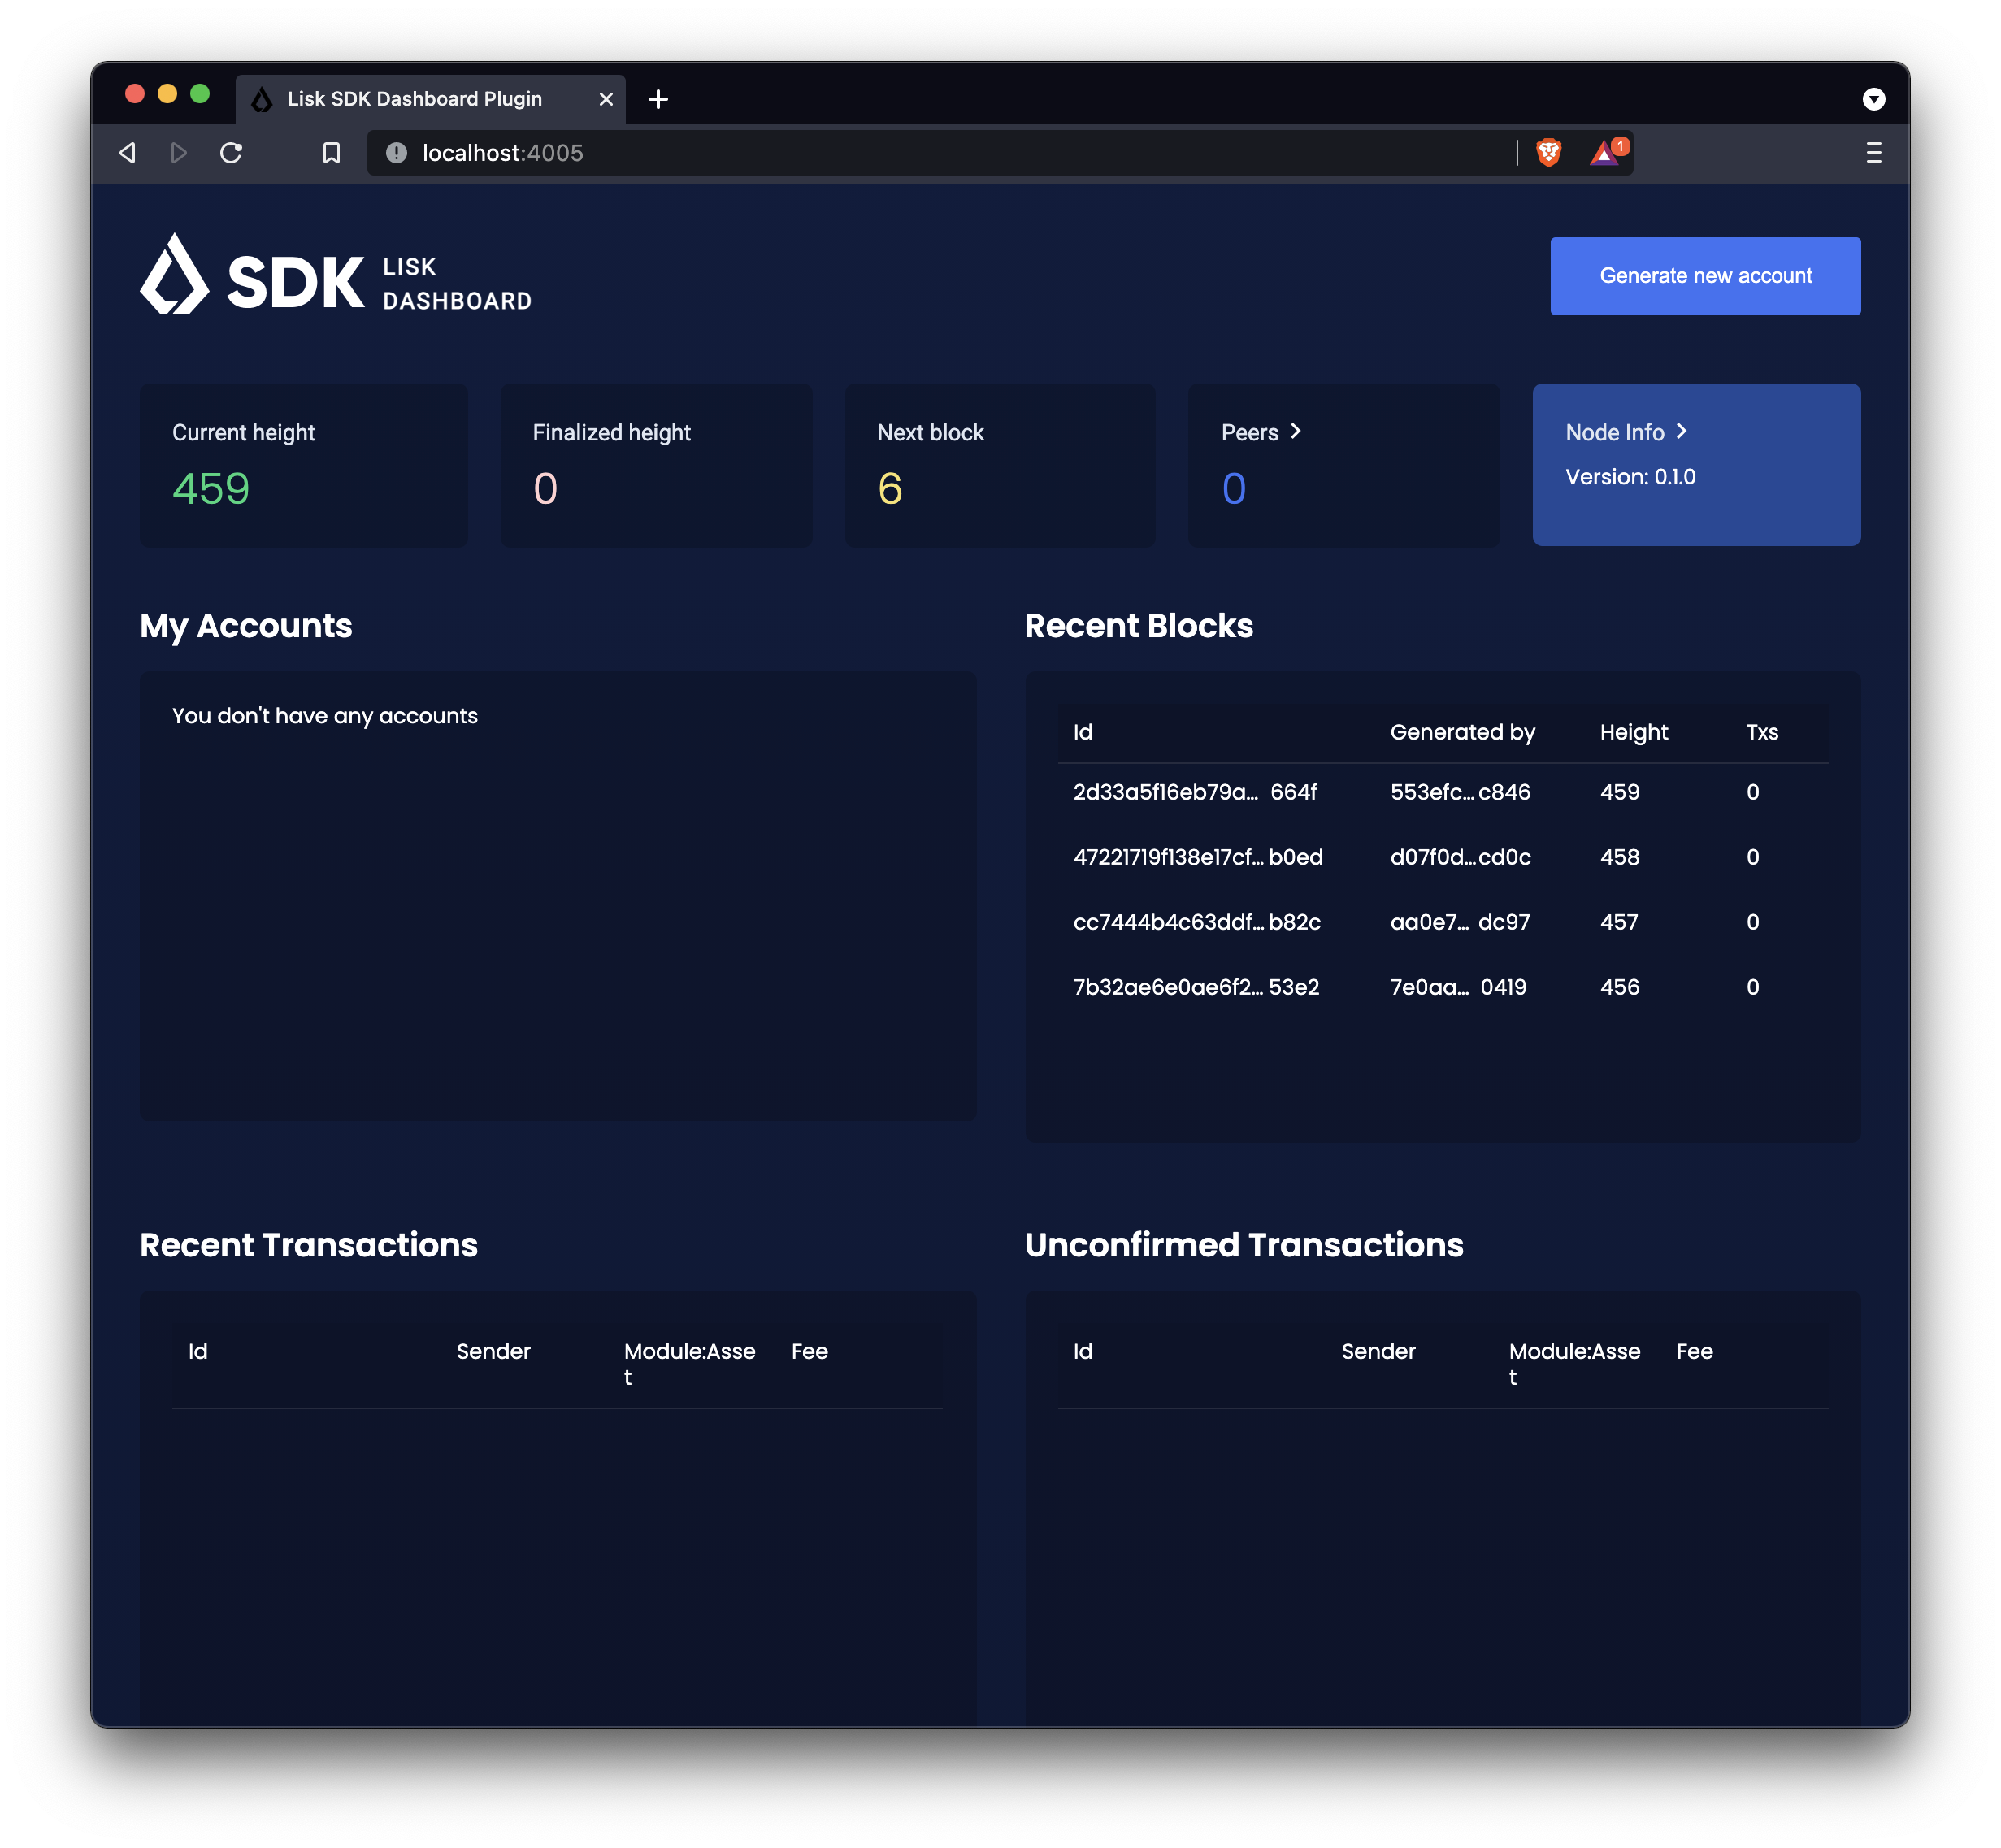 Lisk SDK Dashboard Plugin
localhost:4005
1
SDK LISK
DASHBOARD
Generate new account
Current height
459
Finalized height
0
Next block
6
Peers
0
Node Info
Version: 0.1.0
My Accounts
You don't have any accounts
Recent Blocks
Id Generated by Height Txs
2d33a5f16eb79a... 664f 553efc...c846 459 0
47221719f138e17cf... b0ed d07f0d...cd0c 458 0
cc7444b4c63ddf... b82c aa0e7... dc97 457 0
7b32ae6e0ae6f2... 53e2 7e0aa... 0419 456 0
Recent Transactions
Id Sender Module:Asse Fee
t
Unconfirmed Transactions
Id Sender Module:Asse Fee
t